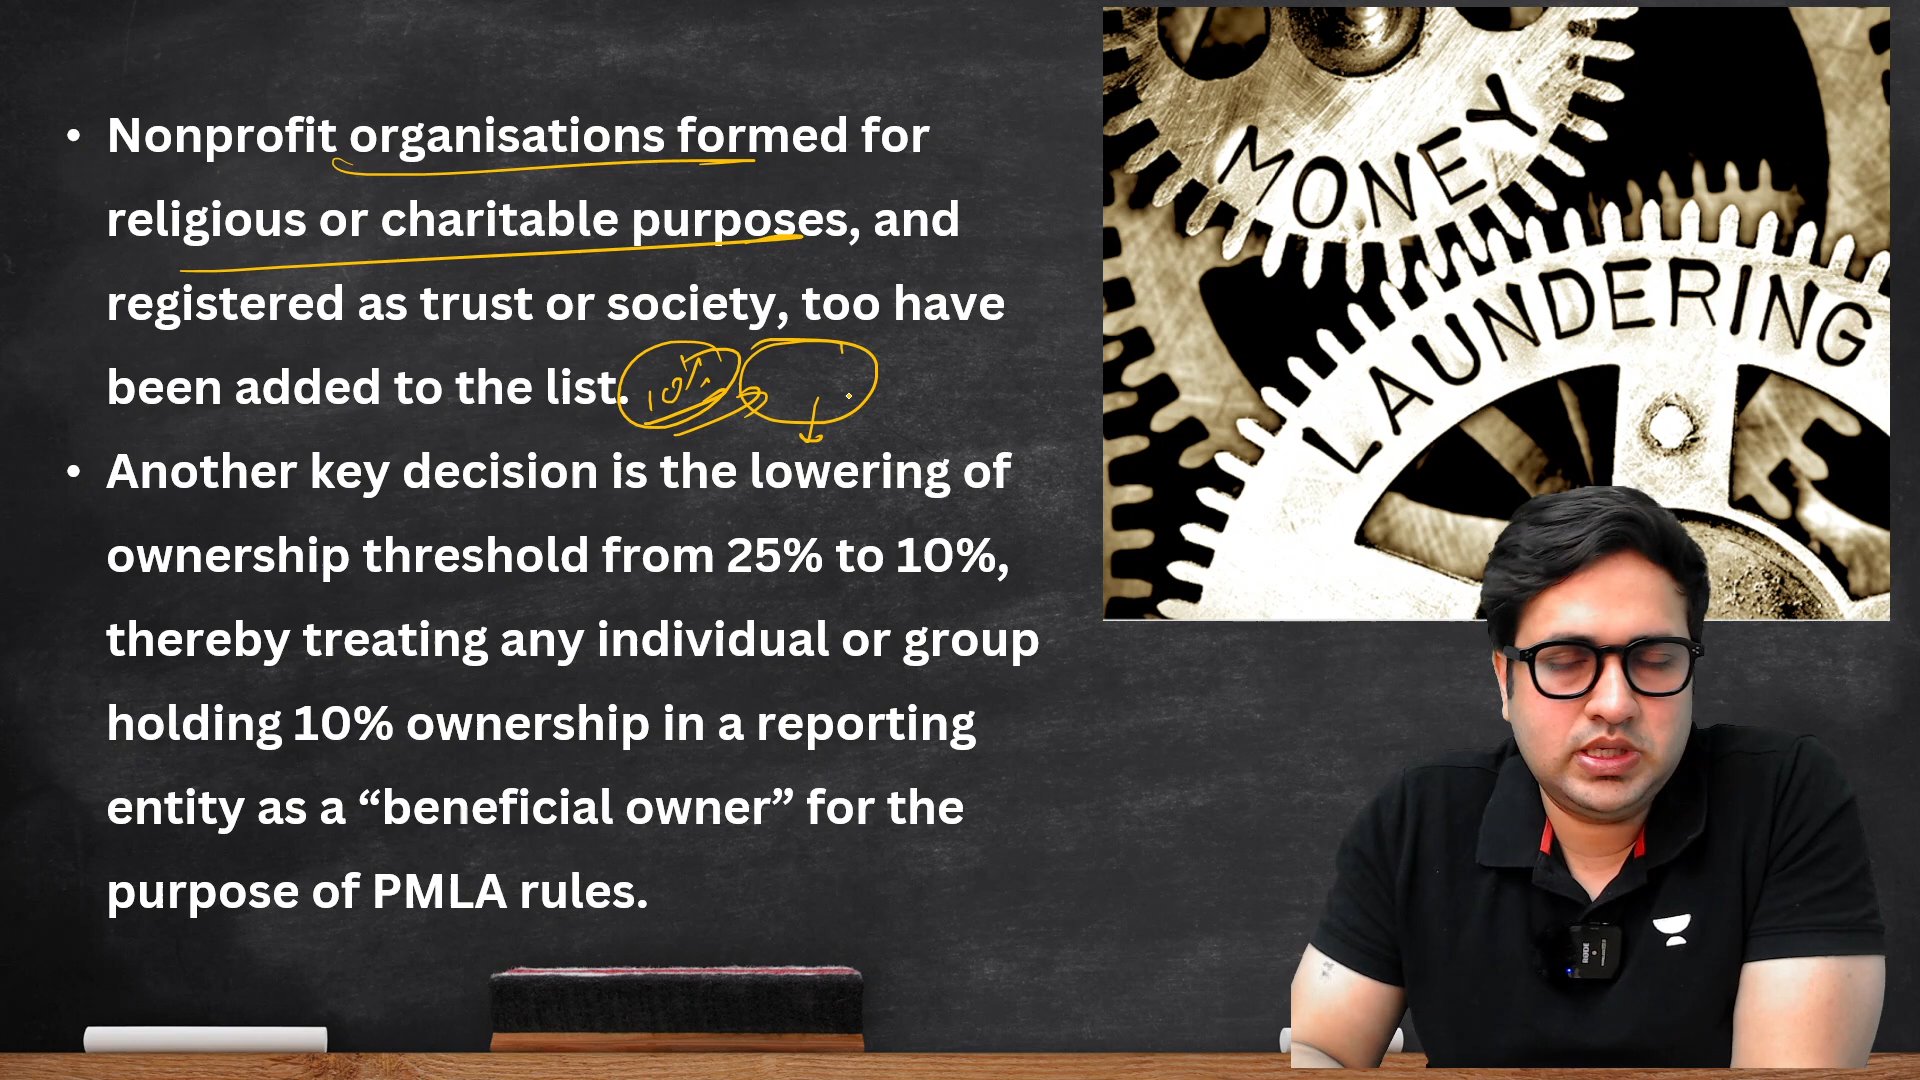 • Nonprofit organisations formed for
religious or charitable purposes, and
registered as trust or society, too have
been added to the list.
10%
• Another key decision is the lowering of
ownership threshold from 25% to 10%,
thereby treating any individual or group
holding 10% ownership in a reporting
entity as a “beneficial owner” for the
purpose of PMLA rules.
MONEY
LAUNDERING
RØDE